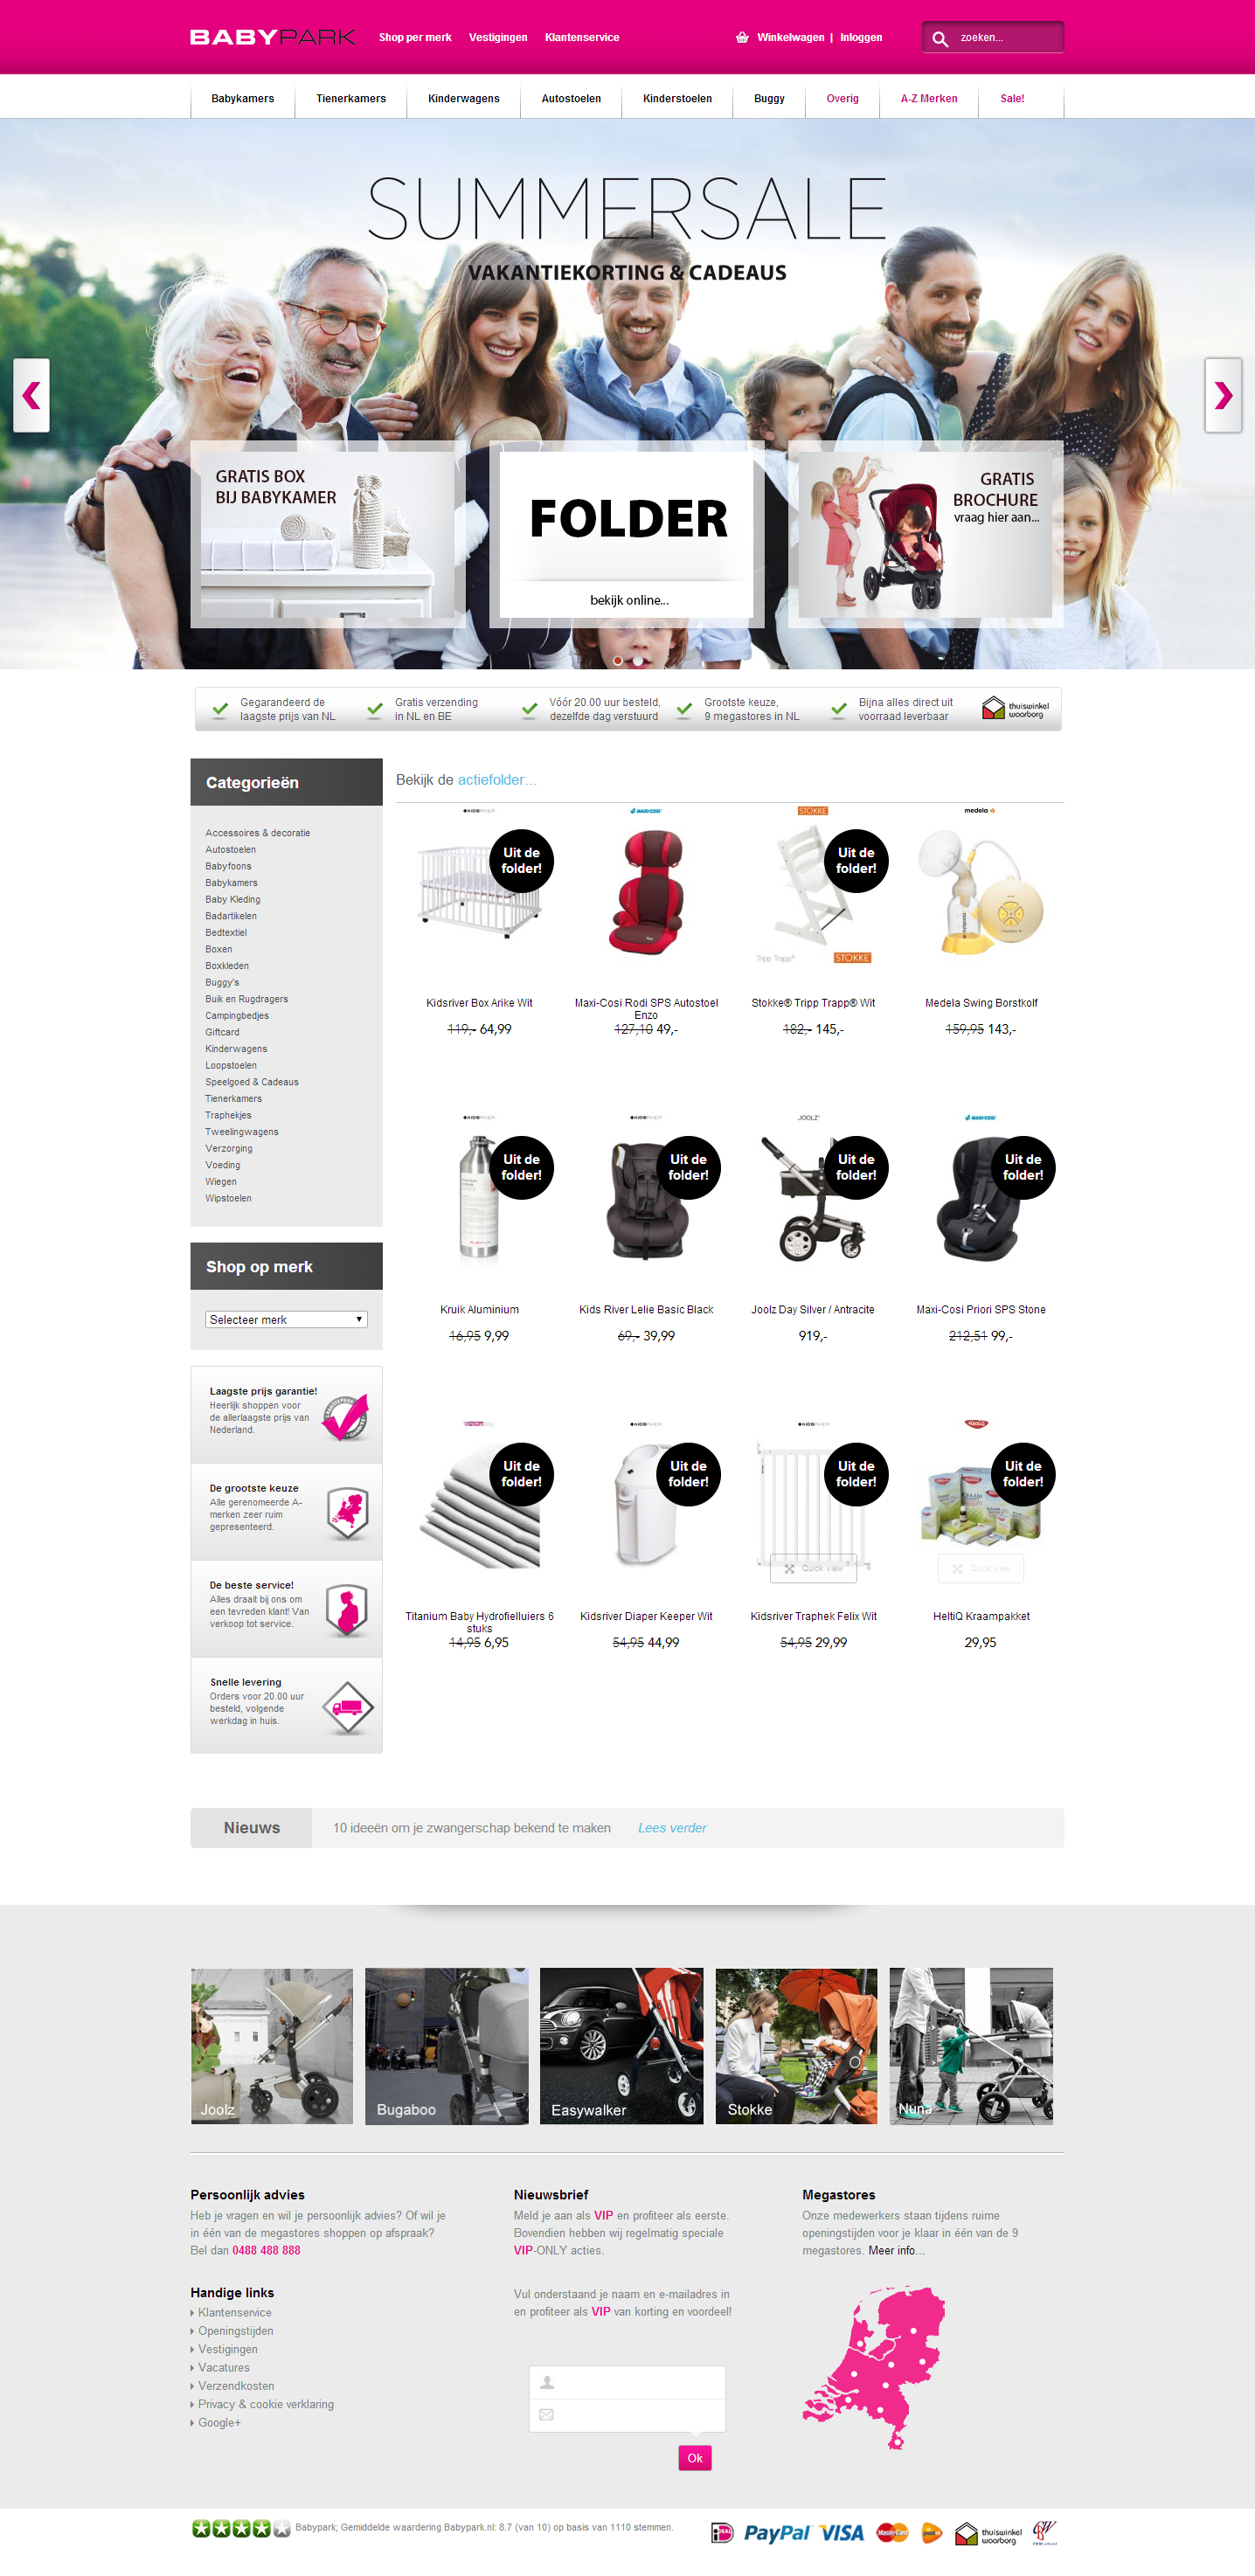 BABYPARK
Shop per merk
Vestigingen
Klantenservice
Winkelwagen | Inloggen
zoeken...
Babykamers
Tienerkamers
Kinderwagens
Autostoelen
Kinderstoelen
Buggy
Overig
A-Z Merken
Sale!
SUMMERSALE
VAKANTIEKORTING & CADEAUS
GRATIS BOX
BIJ BABYKAMER
FOLDER
bekijk online...
GRATIS
BROCHURE
vraag hier aan...
Gegarandeerd de
laagste prijs van NL
Gratis verzending
in NL en BE
Vóór 20.00 uur besteld,
dezelfde dag verstuurd
Grootste keuze,
9 megastores in NL
Bijna alles direct uit
voorraad leverbaar
thuiswinkel
waarborg
Categorieën
Accessoires & decoratie
Autostoelen
Babyfoons
Babykamers
Baby Kleding
Badartikelen
Bedtextiel
Boxen
Boxkleden
Buggy's
Buik en Rugdragers
Campingbedjes
Giftcard
Kinderwagens
Loopstoelen
Speelgoed & Cadeaus
Tienerkamers
Traphekjes
Tweelingwagens
Verzorging
Voeding
Wiegen
Wipstoelen
Shop op merk
Selecteer merk
Laagste prijs garantie!
Heerlijk shoppen voor
de allerlaagste prijs van
Nederland.
De grootste keuze
Alle gerenomeerde A-
merken zeer ruim
gepresenteerd.
De beste service!
Alles draait bij ons om
een tevreden klant! Van
verkoop tot service.
Snelle levering
Orders voor 20.00 uur
besteld, volgende
werkdag in huis.
Bekijk de actiefolder...
KIDSRIVER
MAXI-COSI
STOKKE
medela
Uit de
folder!
Uit de
folder!
Tripp Trapp®
STOKKE
Kidsriver Box Arike Wit
119,- 64,99
Maxi-Cosi Rodi SPS Autostoel
Enzo
127,10 49,-
Stokke® Tripp Trapp® Wit
182,- 145,-
Medela Swing Borstkolf
159,95 143,-
KIDSRIVER
KIDSRIVER
JOOLZ
MAXI-COSI
Uit de
folder!
Uit de
folder!
Uit de
folder!
Uit de
folder!
Kruik Aluminium
16,95 9,99
Kids River Lelie Basic Black
69,- 39,99
Joolz Day Silver / Antracite
919,-
Maxi-Cosi Priori SPS Stone
212,51 99,-
KIDSRIVER
KIDSRIVER
HeltiQ
Uit de
folder!
Uit de
folder!
Uit de
folder!
Uit de
folder!
Quick View
Quick View
Titanium Baby Hydrofielluiers 6
stuks
14,95 6,95
Kidsriver Diaper Keeper Wit
54,95 44,99
Kidsriver Traphek Felix Wit
54,95 29,99
HeltiQ Kraampakket
29,95
Nieuws
10 ideeën om je zwangerschap bekend te maken
Lees verder
Joolz
Bugaboo
Easywalker
Stokke
Nuna
Persoonlijk advies
Heb je vragen en wil je persoonlijk advies? Of wil je
in één van de megastores shoppen op afspraak?
Bel dan 0488 488 888
Handige links
Klantenservice
Openingstijden
Vestigingen
Vacatures
Verzendkosten
Privacy & cookie verklaring
Google+
Nieuwsbrief
Meld je aan als VIP en profiteer als eerste.
Bovendien hebben wij regelmatig speciale
VIP-ONLY acties.
Vul onderstaand je naam en e-mailadres in
en profiteer als VIP van korting en voordeel!
Ok
Megastores
Onze medewerkers staan tijdens ruime
openingstijden voor je klaar in één van de 9
megastores. Meer info...
Babypark; Gemiddelde waardering Babypark.nl: 8.7 (van 10) op basis van 1110 stemmen.
iDEAL
PayPal
VISA
MasterCard
thuiswinkel
waarborg